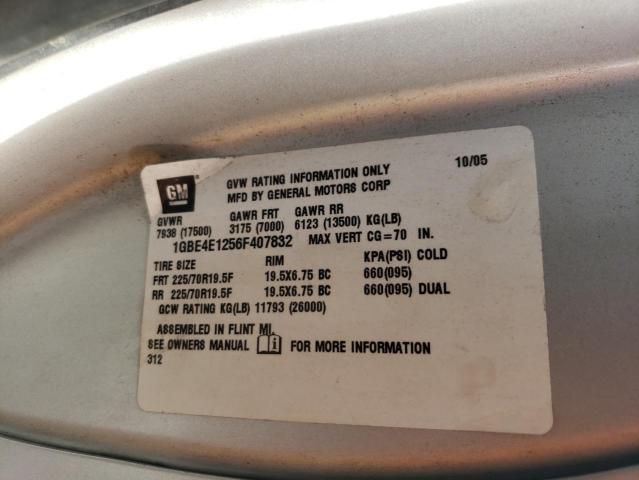 GM
10/05
GVW RATING INFORMATION ONLY
MFD BY GENERAL MOTORS CORP
GVWR GAWR FRT GAWR RR
7938 (17500) 3175 (7000) 6123 (13500) KG(LB)
1GBE4E1256F407832 MAX VERT CG=70 IN.
TIRE SIZE RIM KPA(PSI) COLD
FRT 225/70R19.5F 19.5X6.75 BC 660(095)
RR 225/70R19.5F 19.5X6.75 BC 660(095) DUAL
GCW RATING KG(LB) 11793 (26000)
ASSEMBLED IN FLINT MI.
SEE OWNERS MANUAL i FOR MORE INFORMATION
312